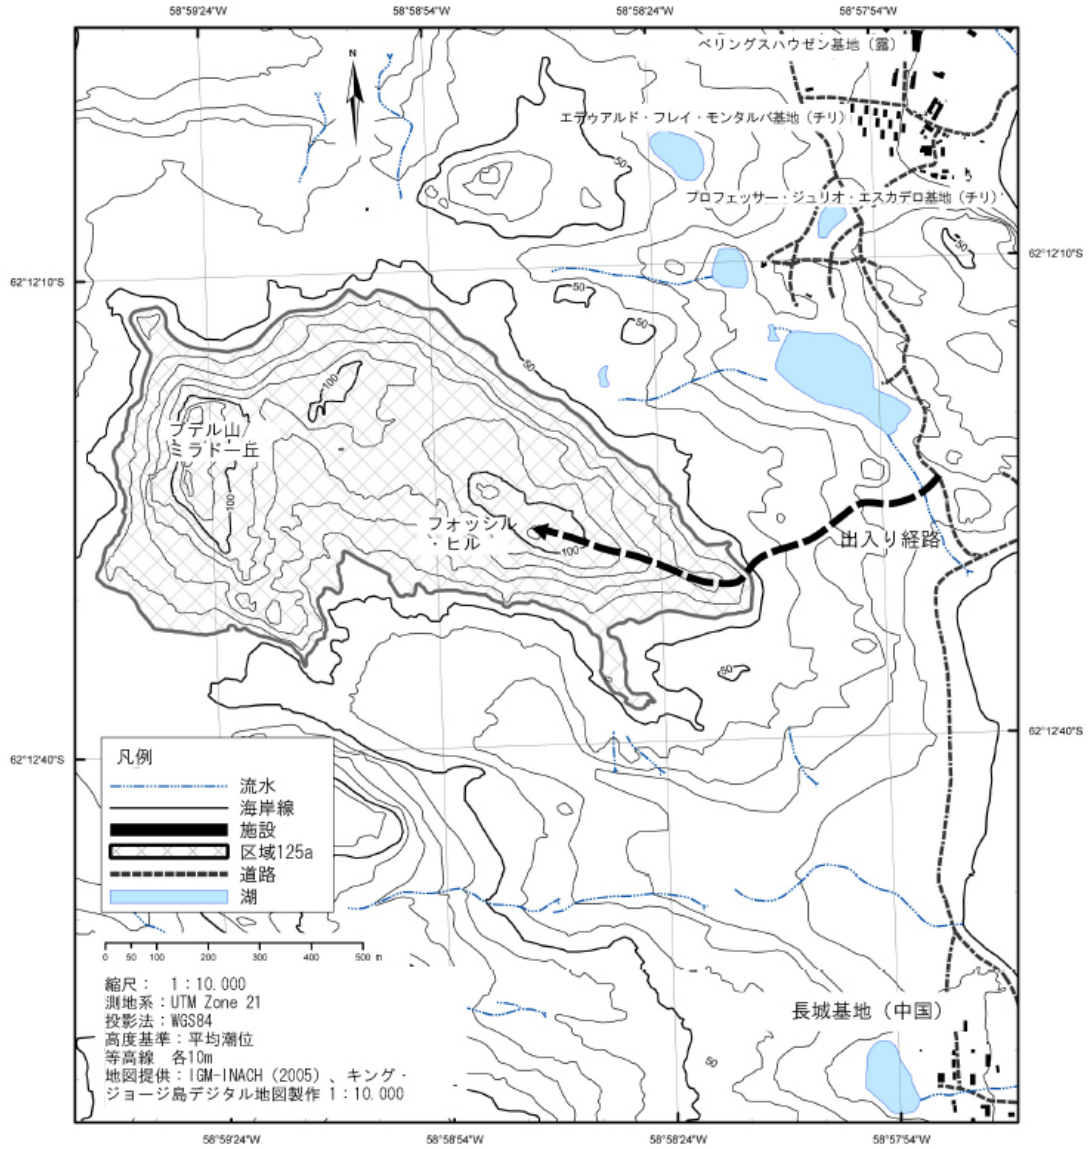 58°59'24"W
58°58'54"W
58°58'24"W
58°57'54"W
ベリングスハウゼン基地（露）
N
エデゥアルド・フレイ・モンタルバ基地（チリ）
50
プロフェッサー・ジュリオ・エスカデロ基地（チリ）
50
62°12'10"S
62°12'10"S
50
50
50
100
プデル山
ミラドー丘
100
フォッシル
・ヒル
100
出入り経路
50
62°12'40"S
62°12'40"S
凡例
流水
海岸線
施設
区域125a
道路
湖
0 50 100 200 300 400 500 m
縮尺： 1：10.000
測地系：UTM Zone 21
投影法：WGS84
高度基準：平均潮位
等高線 各10m
地図提供：IGM-INACH（2005）、キング・
ジョージ島デジタル地図製作 1：10.000
長城基地（中国）
50
58°59'24"W
58°58'54"W
58°58'24"W
58°57'54"W